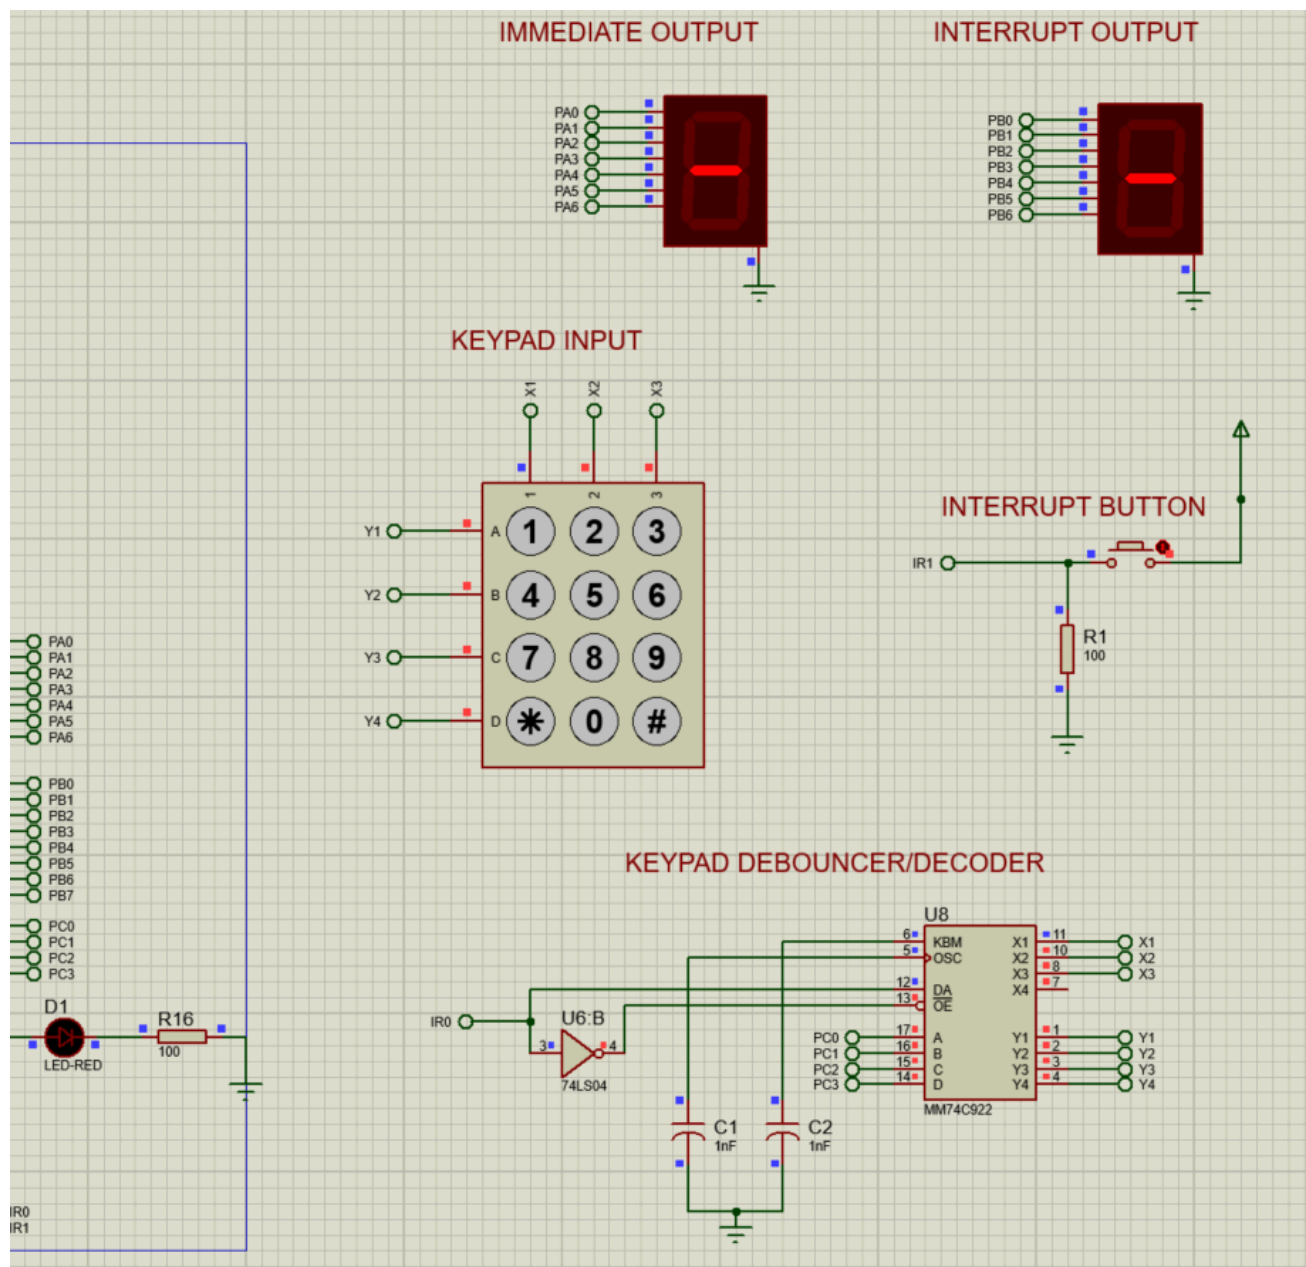 IMMEDIATE OUTPUT
INTERRUPT OUTPUT
PA0
PA1
PA2
PA3
PA4
PA5
PA6
PB0
PB1
PB2
PB3
PB4
PB5
PB6
KEYPAD INPUT
X1
X2
X3
1
2
3
Y1
A
1
2
3
Y2
B
4
5
6
Y3
C
7
8
9
Y4
D
*
0
#
INTERRUPT BUTTON
IR1
R1
100
PA0
PA1
PA2
PA3
PA4
PA5
PA6
PB0
PB1
PB2
PB3
PB4
PB5
PB6
PB7
PC0
PC1
PC2
PC3
D1
LED-RED
R16
100
IR0
IR1
KEYPAD DEBOUNCER/DECODER
U8
6 KBM X1 11 X1
5 OSC X2 10 X2
X3 8 X3
12 DA X4 7
13 OE
PC0 17 A Y1 1 Y1
PC1 16 B Y2 2 Y2
PC2 15 C Y3 3 Y3
PC3 14 D Y4 4 Y4
MM74C922
IR0
U6:B
3
4
74LS04
C1
1nF
C2
1nF